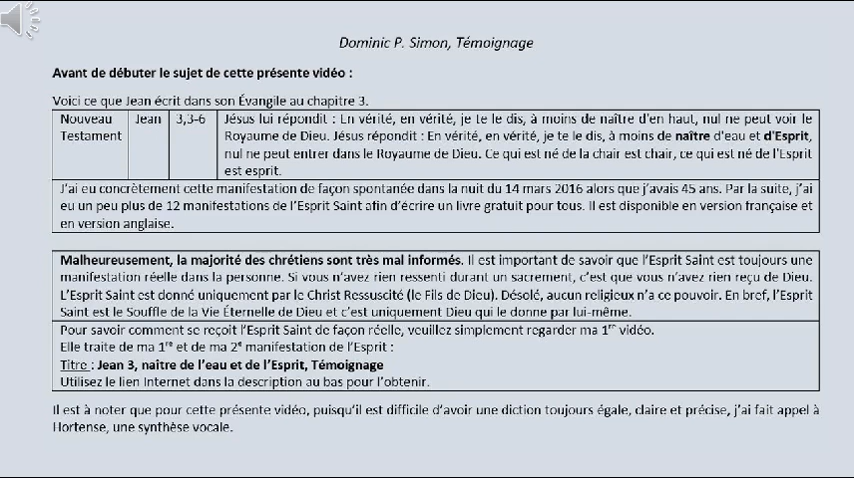 Dominic P. Simon, Témoignage
Avant de débuter le sujet de cette présente vidéo :
Voici ce que Jean écrit dans son Évangile au chapitre 3.
Nouveau Testament Jean 3,3-6 Jésus lui répondit : En vérité, en vérité, je te le dis, à moins de naître d'en haut, nul ne peut voir le
Royaume de Dieu. Jésus répondit : En vérité, en vérité, je te le dis, à moins de naître d'eau et d'Esprit,
nul ne peut entrer dans le Royaume de Dieu. Ce qui est né de la chair est chair, ce qui est né de l'Esprit
est esprit.
J'ai eu concrètement cette manifestation de façon spontanée dans la nuit du 14 mars 2016 alors que j'avais 45 ans. Par la suite, j'ai
eu un peu plus de 12 manifestations de l'Esprit Saint afin d'écrire un livre gratuit pour tous. Il est disponible en version française et
en version anglaise.
Malheureusement, la majorité des chrétiens sont très mal informés. Il est important de savoir que l'Esprit Saint est toujours une
manifestation réelle dans la personne. Si vous n'avez rien ressenti durant un sacrement, c'est que vous n'avez rien reçu de Dieu.
L'Esprit Saint est donné uniquement par le Christ Ressuscité (le Fils de Dieu). Désolé, aucun religieux n'a ce pouvoir. En bref, l'Esprit
Saint est le Souffle de la Vie Éternelle de Dieu et c'est uniquement Dieu qui le donne par lui-même.
Pour savoir comment se reçoit l'Esprit Saint de façon réelle, veuillez simplement regarder ma 1re vidéo.
Elle traite de ma 1re et de ma 2e manifestation de l'Esprit :
Titre : Jean 3, naître de l'eau et de l'Esprit, Témoignage
Utilisez le lien Internet dans la description au bas pour l'obtenir.
Il est à noter que pour cette présente vidéo, puisqu'il est difficile d'avoir une diction toujours égale, claire et précise, j'ai fait appel à
Hortense, une synthèse vocale.